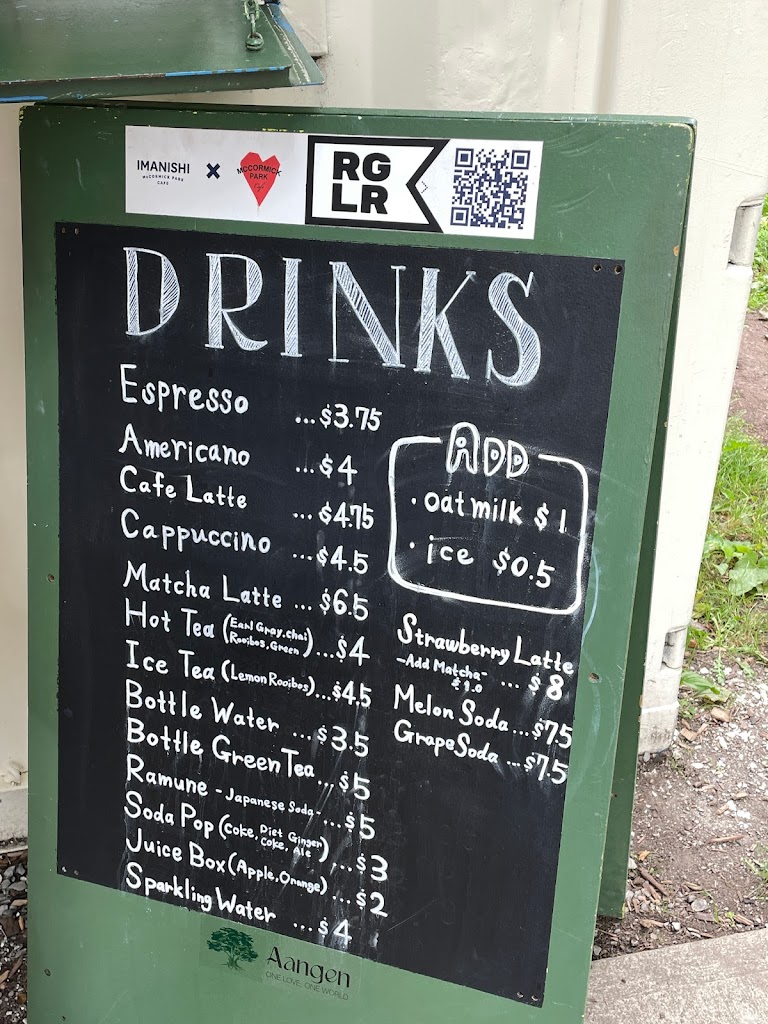 IMANISHI
McCORMICK PARK
CAFE
X
McCORMICK
PARK
Café
RG
LR
DRINKS
Espresso ...$3.75
Americano ...$4
Cafe Latte ...$4.75
Cappuccino ...$4.5
Matcha Latte ...$6.5
Hot Tea (Earl Gray, chai
Rooibos, Green)...$4
Ice Tea (Lemon Rooibos)...$4.5
Bottle Water ...$3.5
Bottle Green Tea...$5
Ramune -Japanese Soda-...$5
Soda Pop (Coke, Diet Coke, Ginger Ale)...$3
Juice Box (Apple, Orange) ...$2
Sparkling Water ...$4
ADD
· oat milk $1
· ice $0.5
Strawberry Latte
-Add Matcha- ... $8
$1.0
Melon Soda...$7.5
Grape Soda ...$7.5
Aangen
ONE LOVE, ONE WORLD